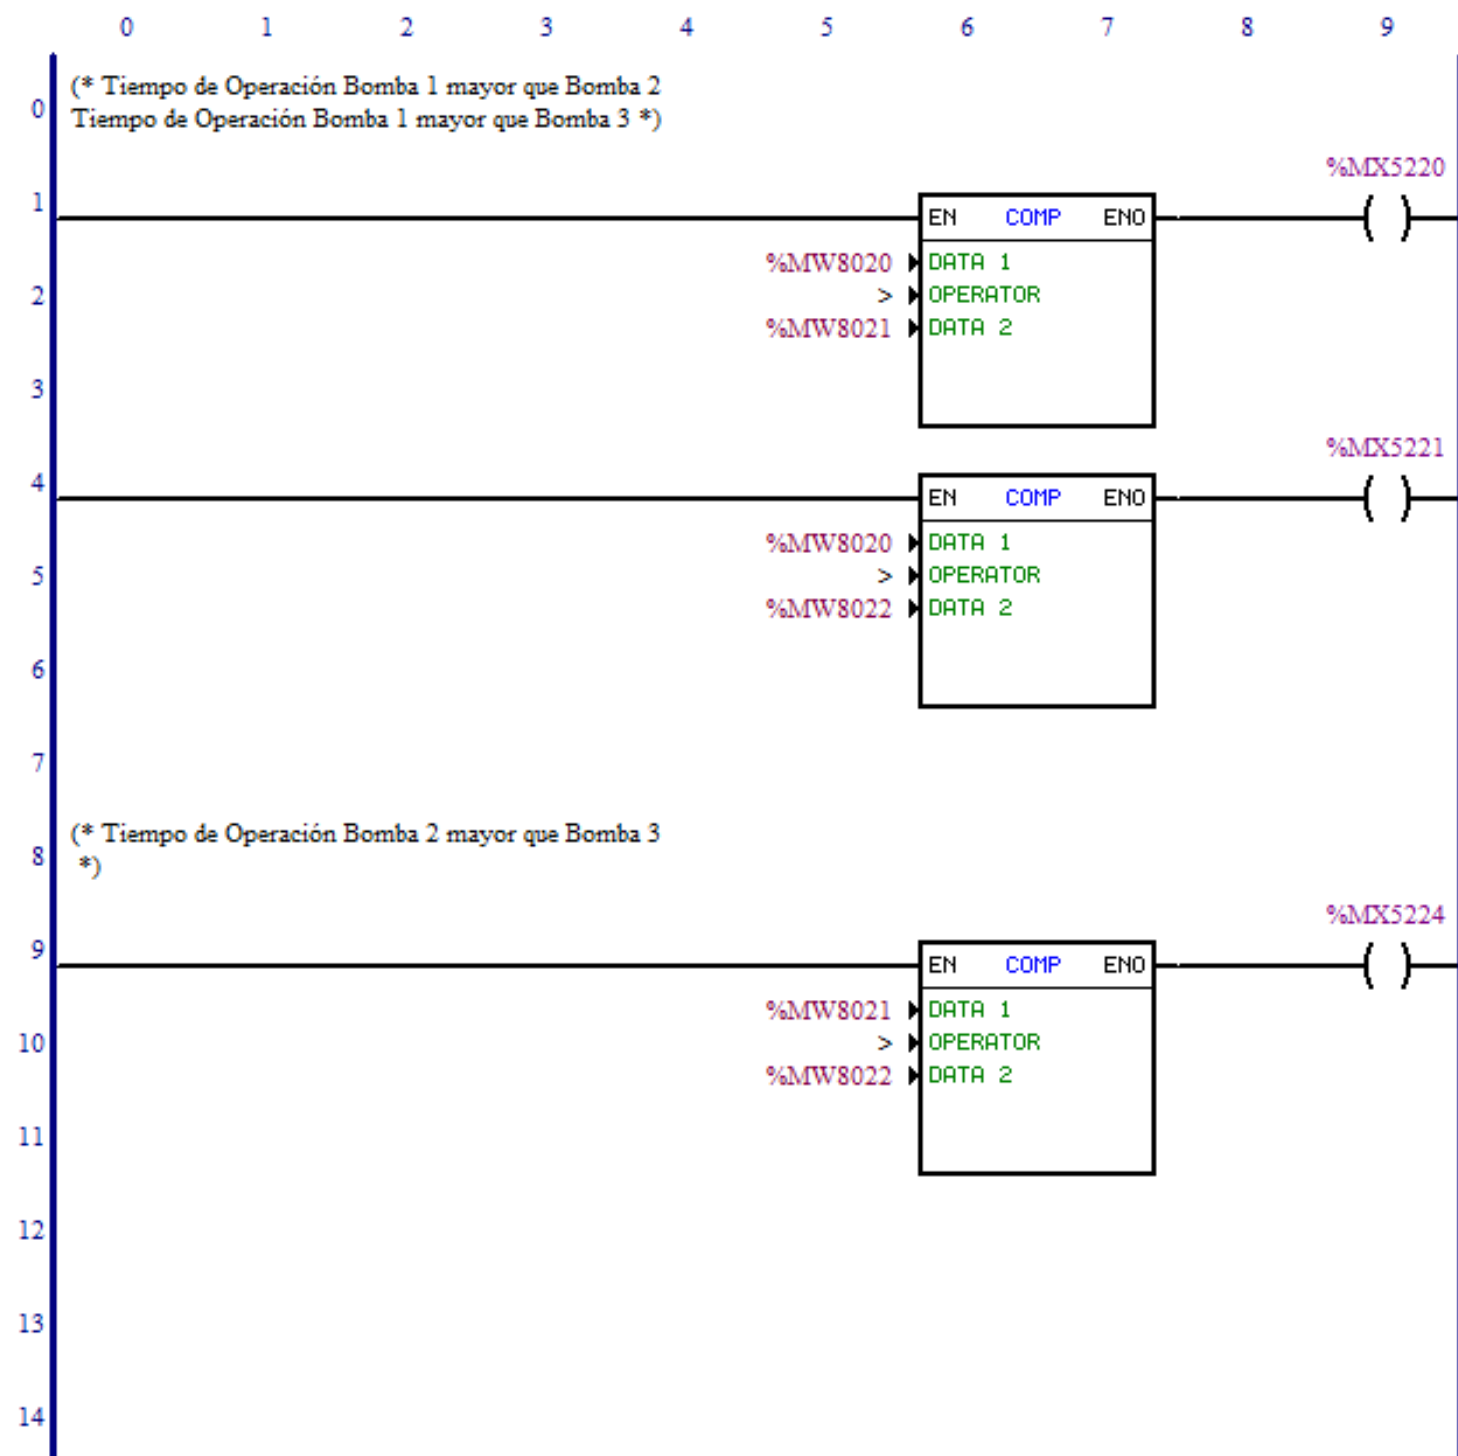 0 1 2 3 4 5 6 7 8 9
(* Tiempo de Operación Bomba 1 mayor que Bomba 2
0
Tiempo de Operación Bomba 1 mayor que Bomba 3 *)
%MX5220
1
EN COMP ENO
%MW8020 DATA 1
2
> OPERATOR
%MW8021 DATA 2
3
%MX5221
4
EN COMP ENO
%MW8020 DATA 1
5
> OPERATOR
%MW8022 DATA 2
6
7
(* Tiempo de Operación Bomba 2 mayor que Bomba 3
8
*)
%MX5224
9
EN COMP ENO
%MW8021 DATA 1
10
> OPERATOR
%MW8022 DATA 2
11
12
13
14